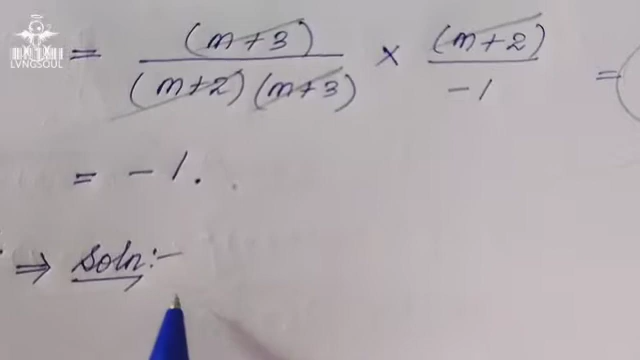 LVNGSOUL
= (m+3) / (m+2)(m+3) × (m+2) / -1 =
= -1.
⇒ Soln:-